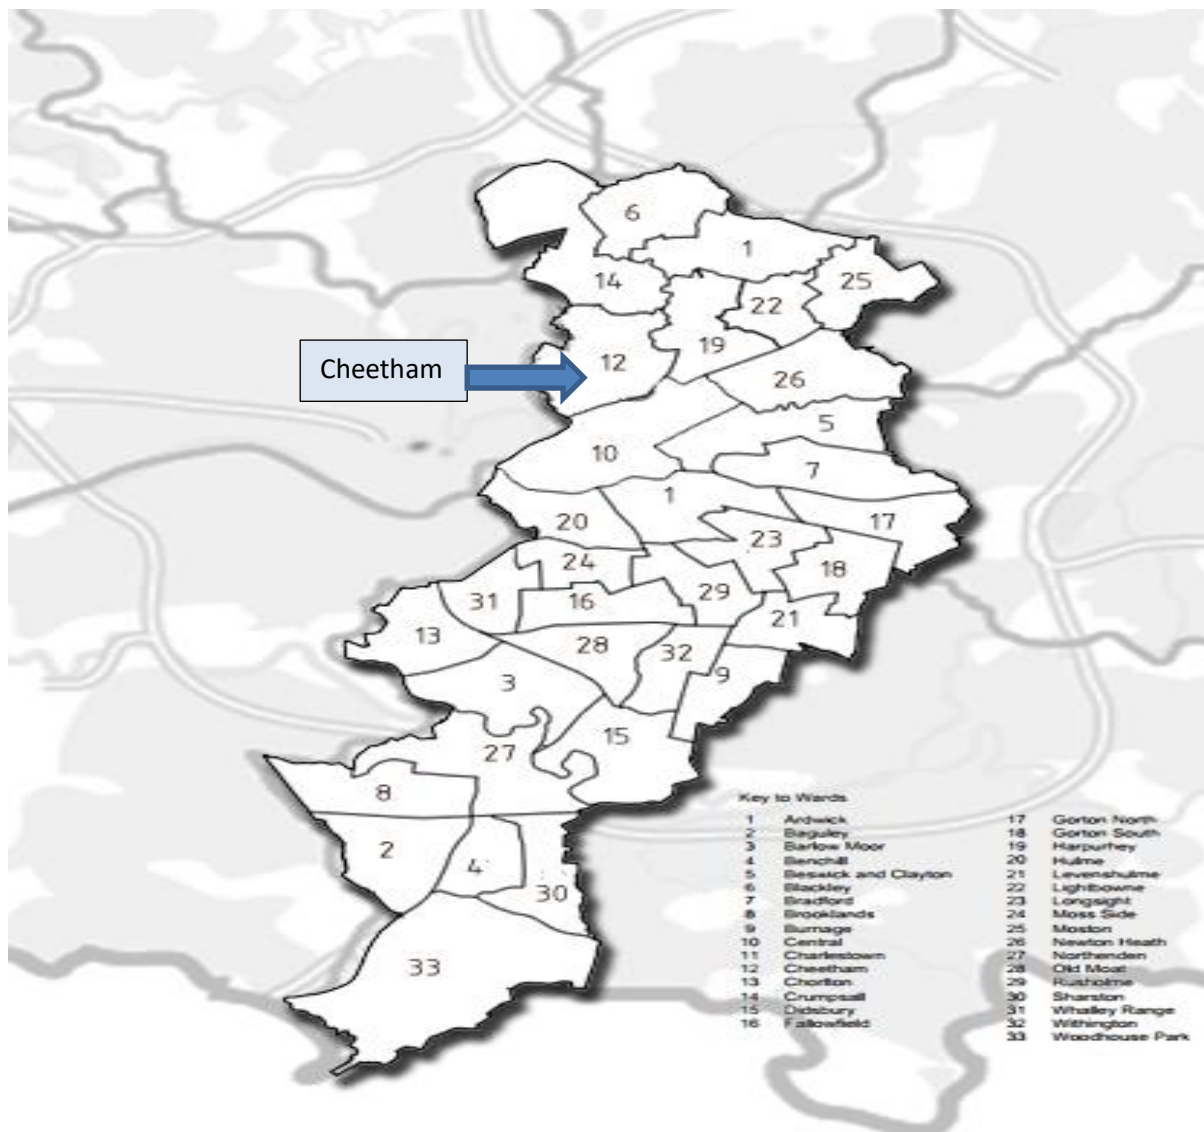 6
1
14
25
22
19
Cheetham
12
26
5
10
7
1
20
17
23
24
18
31
16
29
21
13
28
32
3
9
27
15
8
2
4
30
33
Key to Wards
1 Ardwick
2 Baguley
3 Barlow Moor
4 Benchill
5 Beswick and Clayton
6 Blackley
7 Bradford
8 Brooklands
9 Burnage
10 Central
11 Charlestown
12 Cheetham
13 Chorlton
14 Crumpsall
15 Didsbury
16 Fallowfield
17 Gorton North
18 Gorton South
19 Harpurhey
20 Hulme
21 Levenshulme
22 Lightbowne
23 Longsight
24 Moss Side
25 Moston
26 Newton Heath
27 Northenden
28 Old Moat
29 Rusholme
30 Sharston
31 Whalley Range
32 Withington
33 Woodhouse Park